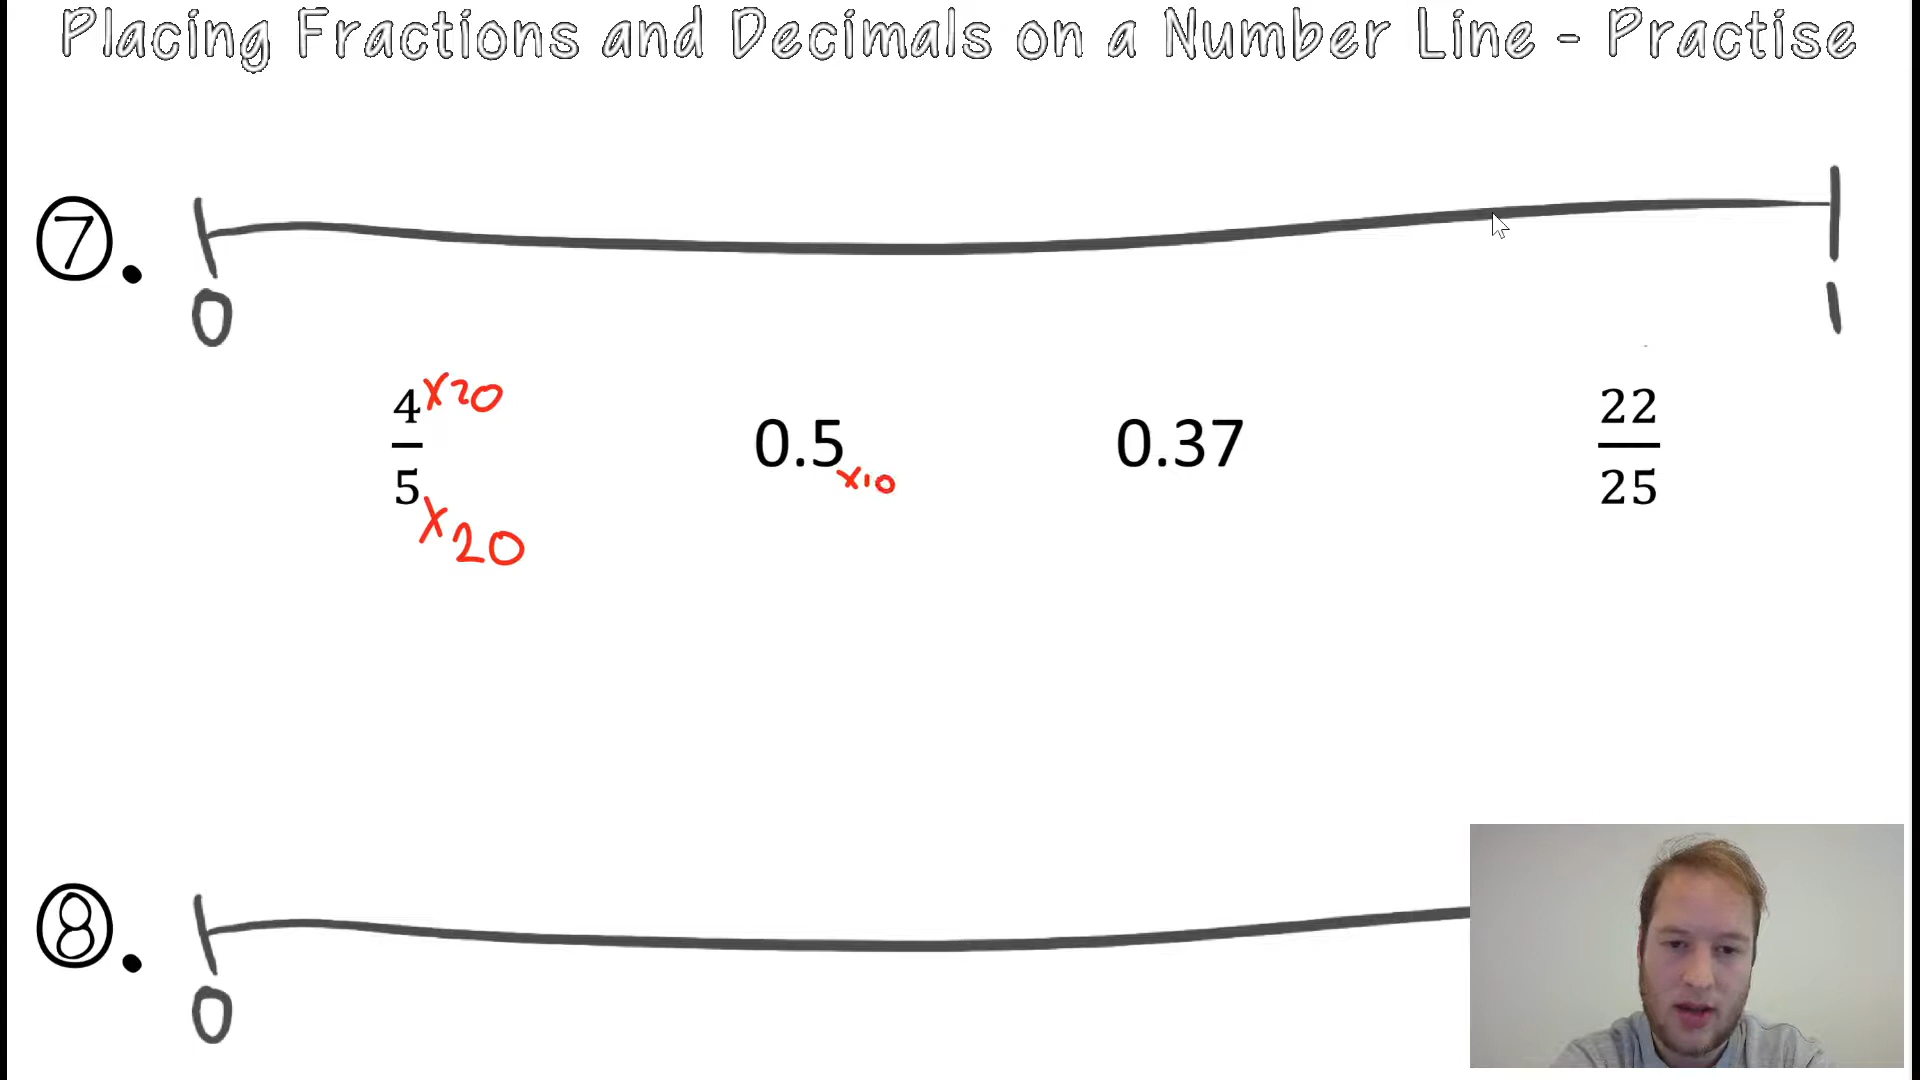 Placing Fractions and Decimals on a Number Line - Practise
7.
0 1
4/5 ×20 ×20 0.5 ×10 0.37 22/25
8.
0